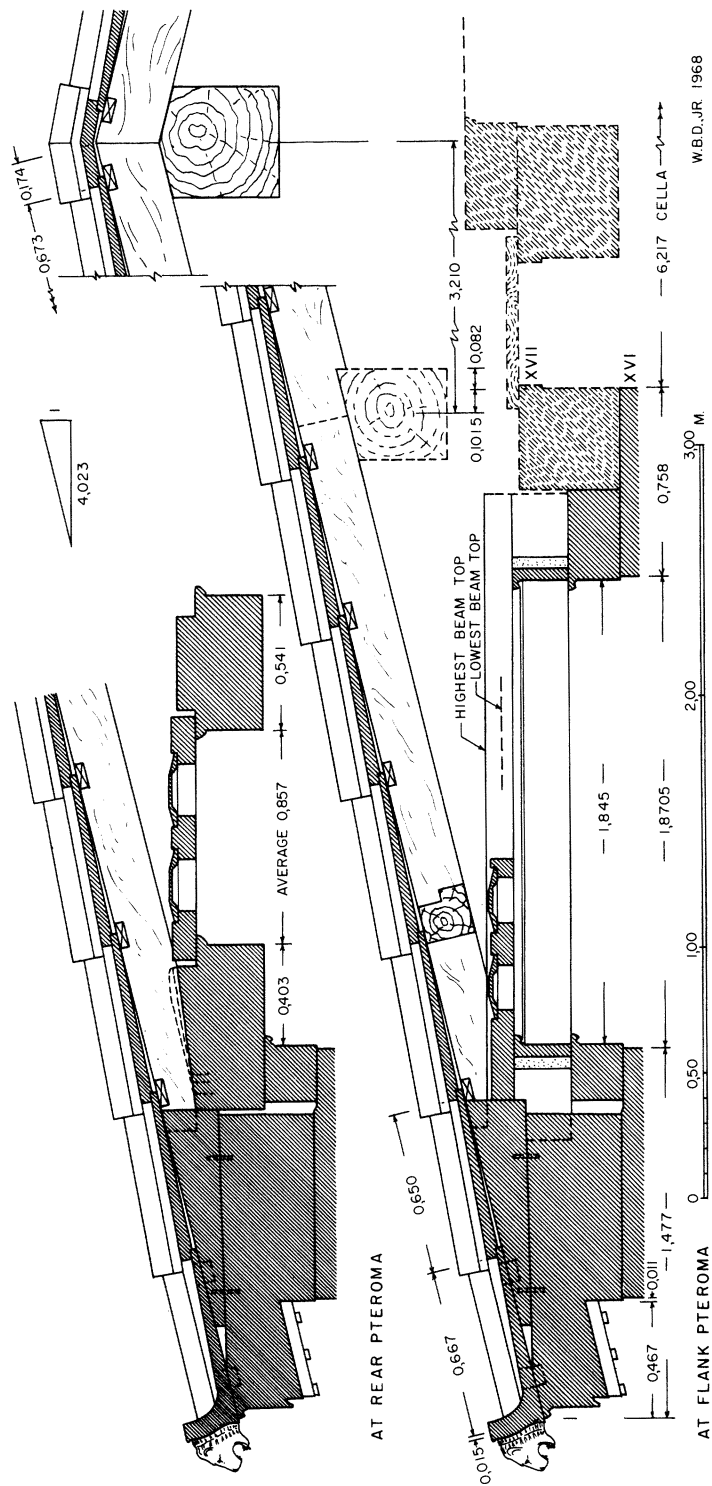 0,673
0,174
1
4,023
0,541
AVERAGE 0,857
0,403
AT REAR PTEROMA
3,210
0,082
0,1015
HIGHEST BEAM TOP
LOWEST BEAM TOP
XVII
XVI
6,217 CELLA
0,758
1,845
1,8705
0,650
0,667
0,015
1,477
0,011
0,467
0
0,50
1,00
2,00
3,00 M.
AT FLANK PTEROMA
W.B.D.JR. 1968